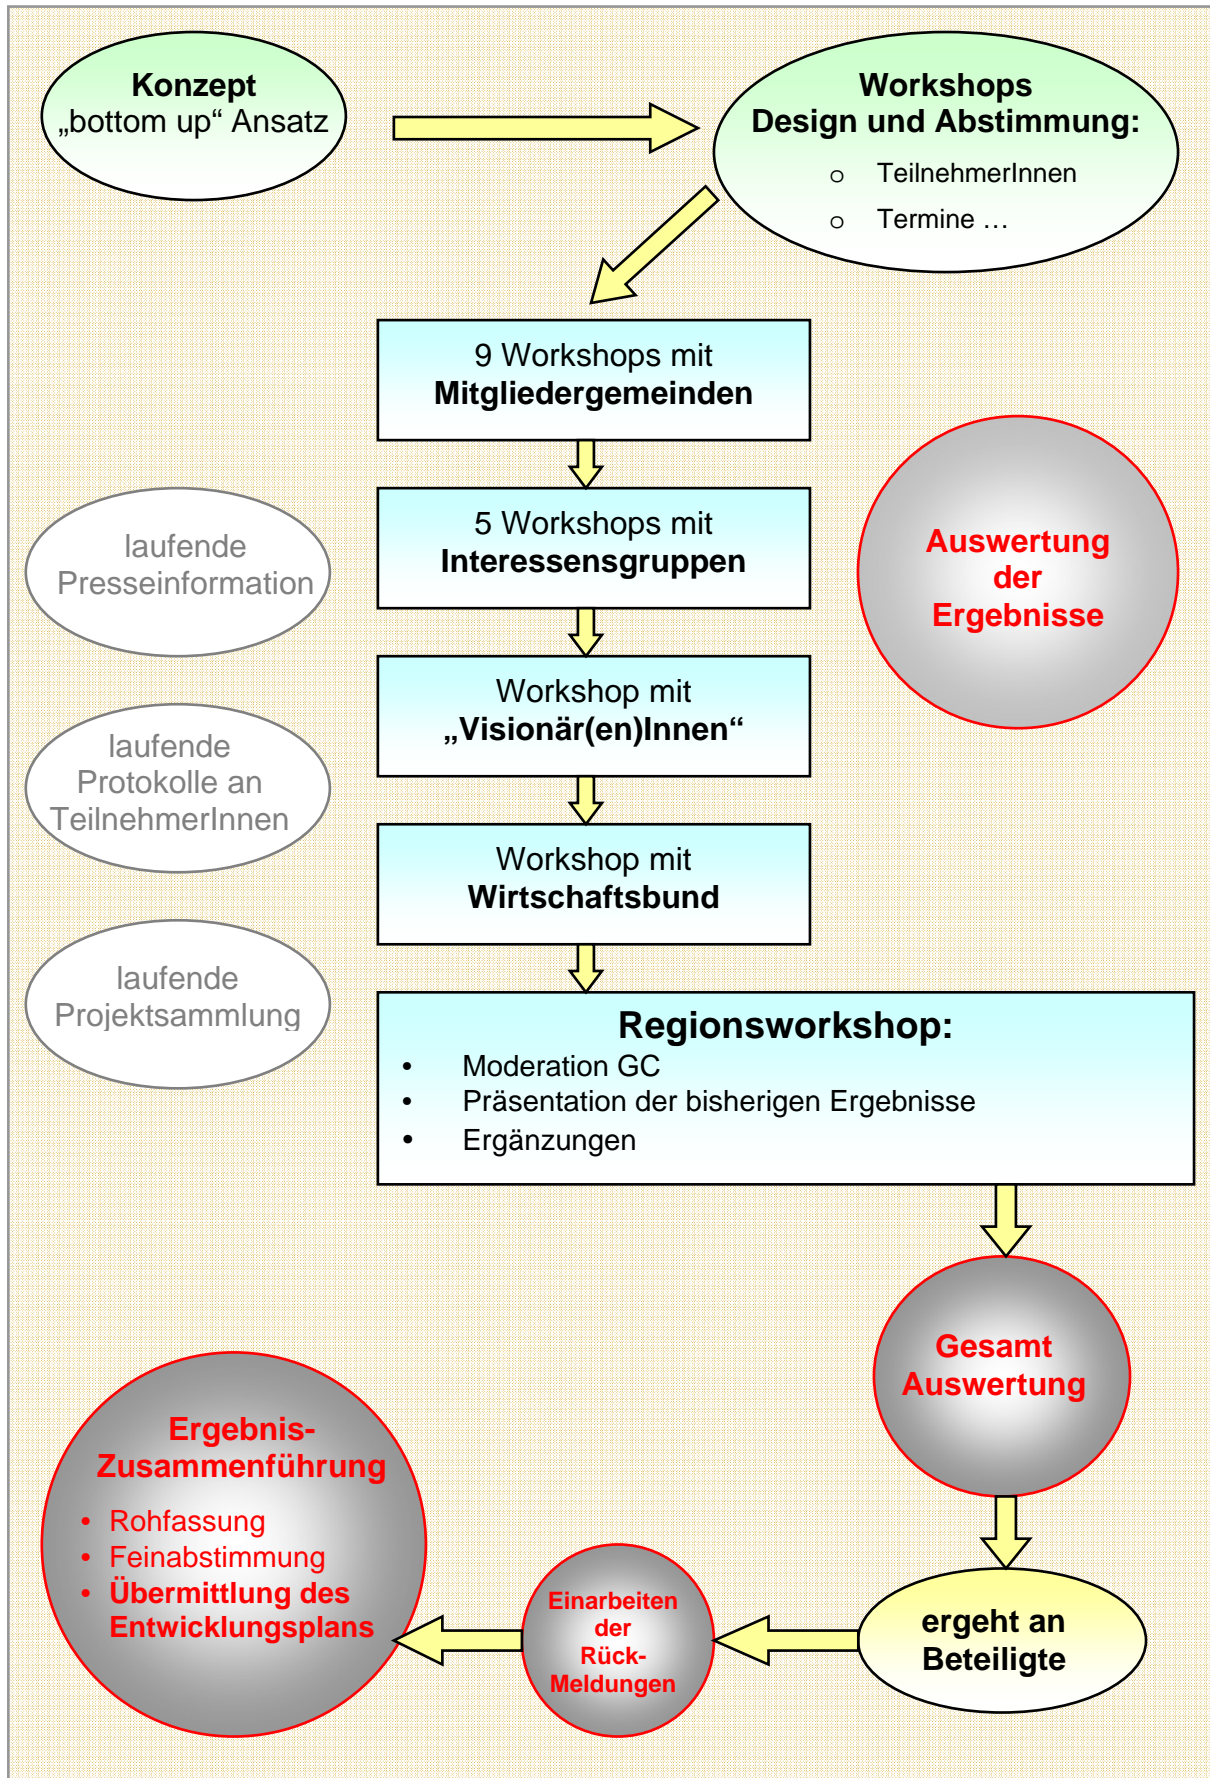 Konzept
„bottom up“ Ansatz
Workshops
Design und Abstimmung:
o TeilnehmerInnen
o Termine …
9 Workshops mit
Mitgliedergemeinden
5 Workshops mit
Interessensgruppen
Workshop mit
„Visionär(en)Innen“
Workshop mit
Wirtschaftsbund
laufende
Presseinformation
laufende
Protokolle an
TeilnehmerInnen
laufende
Projektsammlung
Auswertung
der
Ergebnisse
Regionsworkshop:
• Moderation GC
• Präsentation der bisherigen Ergebnisse
• Ergänzungen
Gesamt
Auswertung
ergeht an
Beteiligte
Einarbeiten
der
Rück-
Meldungen
Ergebnis-
Zusammenführung
• Rohfassung
• Feinabstimmung
• Übermittlung des
Entwicklungsplans